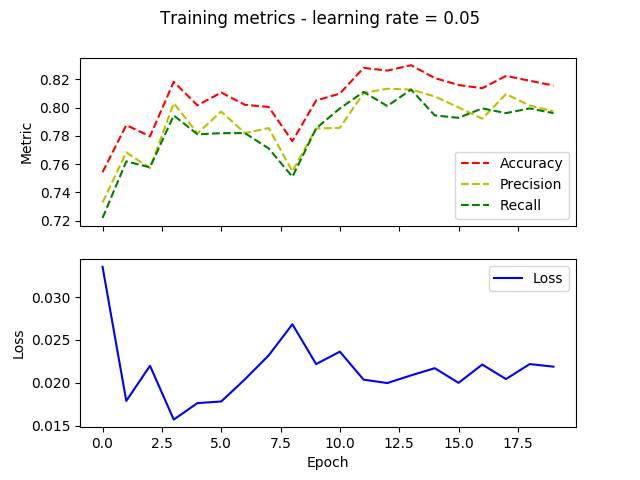 Training metrics - learning rate = 0.05
0.82
0.80
0.78
0.76
0.74
0.72
Metric
Accuracy
Precision
Recall
0.030
0.025
0.020
0.015
Loss
Loss
0.0 2.5 5.0 7.5 10.0 12.5 15.0 17.5
Epoch